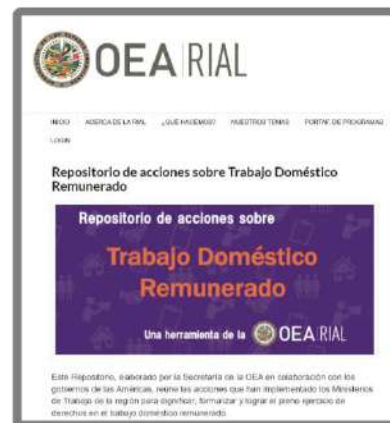 OEA RIAL
INICIO ACERCA DE LA RIAL ¿QUÉ HACEMOS? NUESTROS TEMAS PORTAF. DE PROGRAMAS
LOGIN
Repositorio de acciones sobre Trabajo Doméstico
Remunerado
Repositorio de acciones sobre
Trabajo Doméstico
Remunerado
Una herramienta de la OEA RIAL
Este Repositorio, elaborado por la Secretaría de la OEA en colaboración con los
gobiernos de las Américas, reúne las acciones que han implementado los Ministerios
de Trabajo de la región para dignificar, formalizar y lograr el pleno ejercicio de
derechos en el trabajo doméstico remunerado.